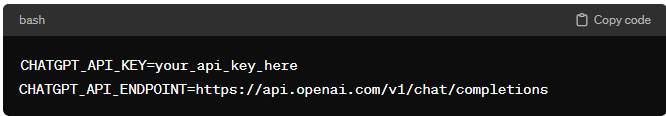 bash
Copy code
CHATGPT_API_KEY=your_api_key_here
CHATGPT_API_ENDPOINT=https://api.openai.com/v1/chat/completions